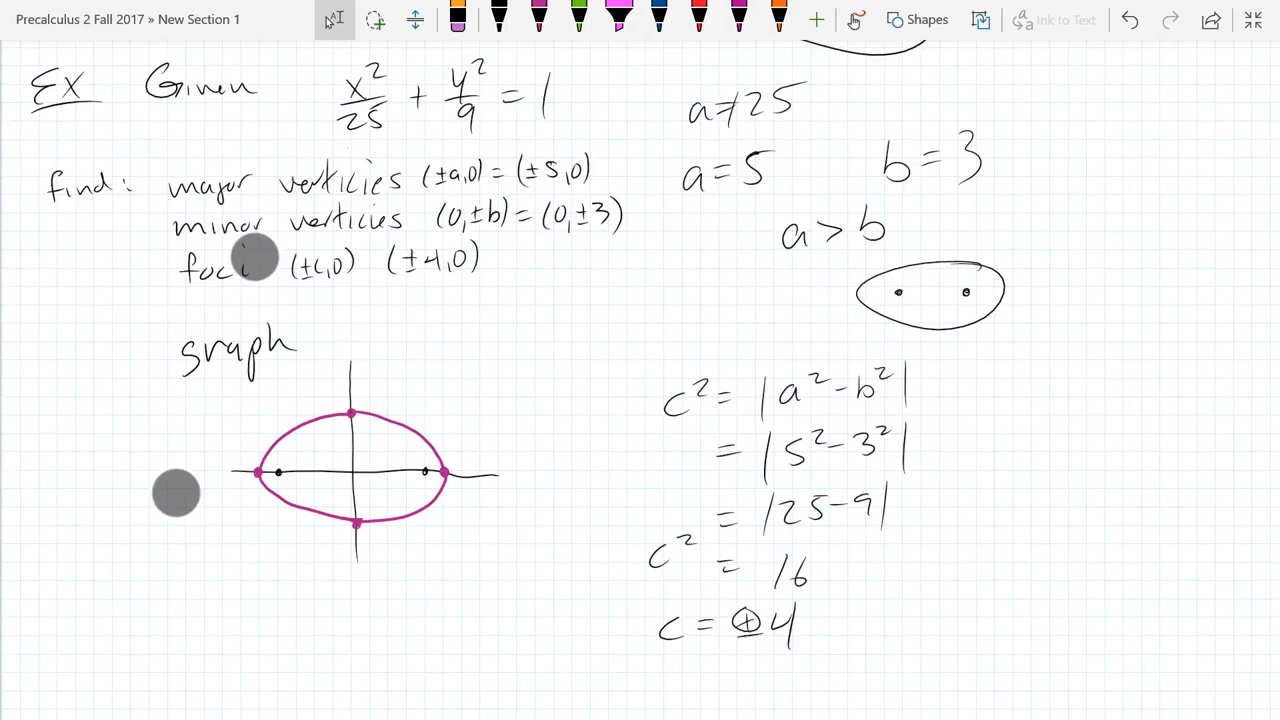 Precalculus 2 Fall 2017 » New Section 1
Shapes
Ink to Text
Ex Given x²/25 + y²/9 = 1
find: major verticies (±a,0) = (±5,0)
minor verticies (0,±b) = (0,±3)
foci (±c,0) (±4,0)
graph
a≠25
a=5
b=3
a>b
c² = |a²-b²|
= |5²-3²|
= |25-9|
c² = 16
c = ±4